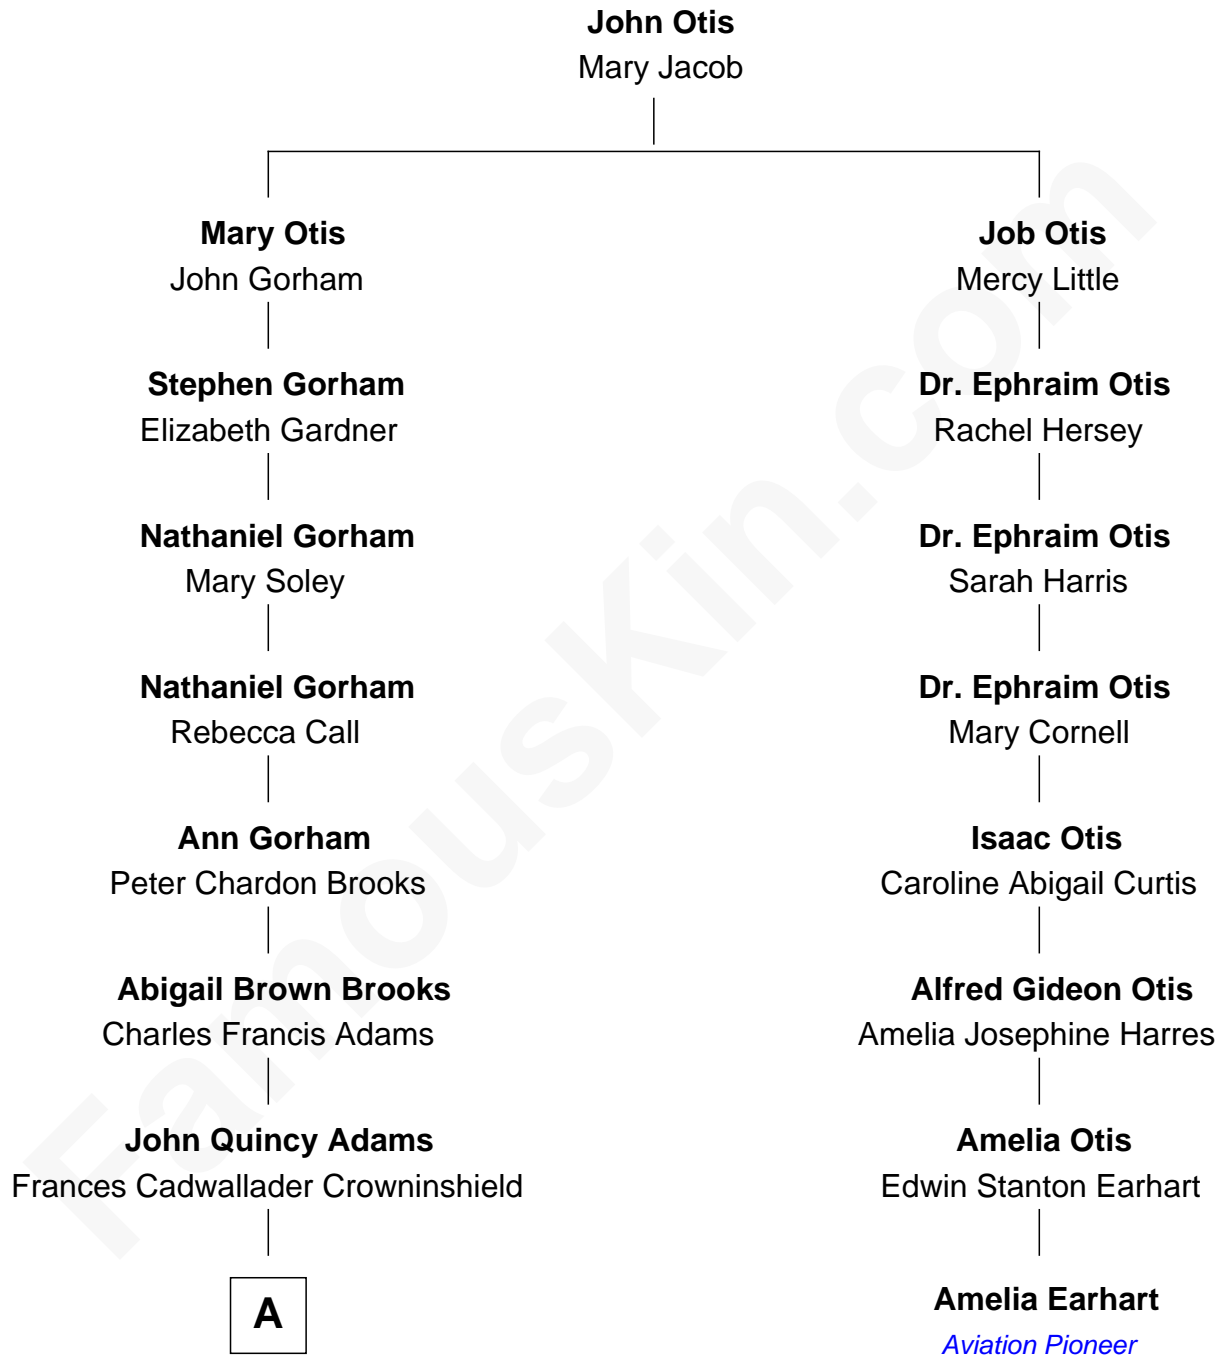 John Otis
Mary Jacob
Mary Otis
John Gorham
Job Otis
Mercy Little
Stephen Gorham
Elizabeth Gardner
Dr. Ephraim Otis
Rachel Hersey
Nathaniel Gorham
Mary Soley
Dr. Ephraim Otis
Sarah Harris
Nathaniel Gorham
Rebecca Call
Dr. Ephraim Otis
Mary Cornell
Ann Gorham
Peter Chardon Brooks
Isaac Otis
Caroline Abigail Curtis
Abigail Brown Brooks
Charles Francis Adams
Alfred Gideon Otis
Amelia Josephine Harres
John Quincy Adams
Frances Cadwallader Crowninshield
Amelia Otis
Edwin Stanton Earhart
A
Amelia Earhart
Aviation Pioneer
FamousKin.com